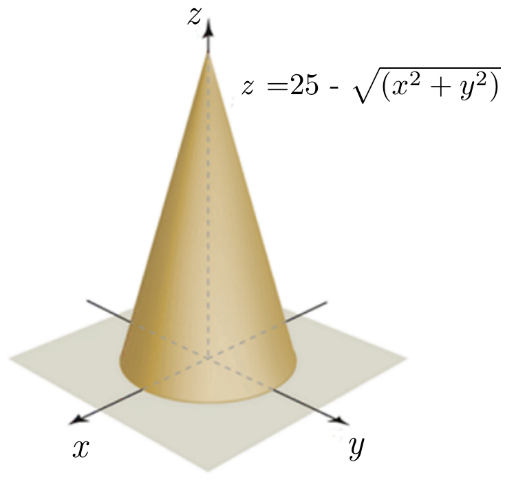 z
z =25 - √(x² + y²)
x
y